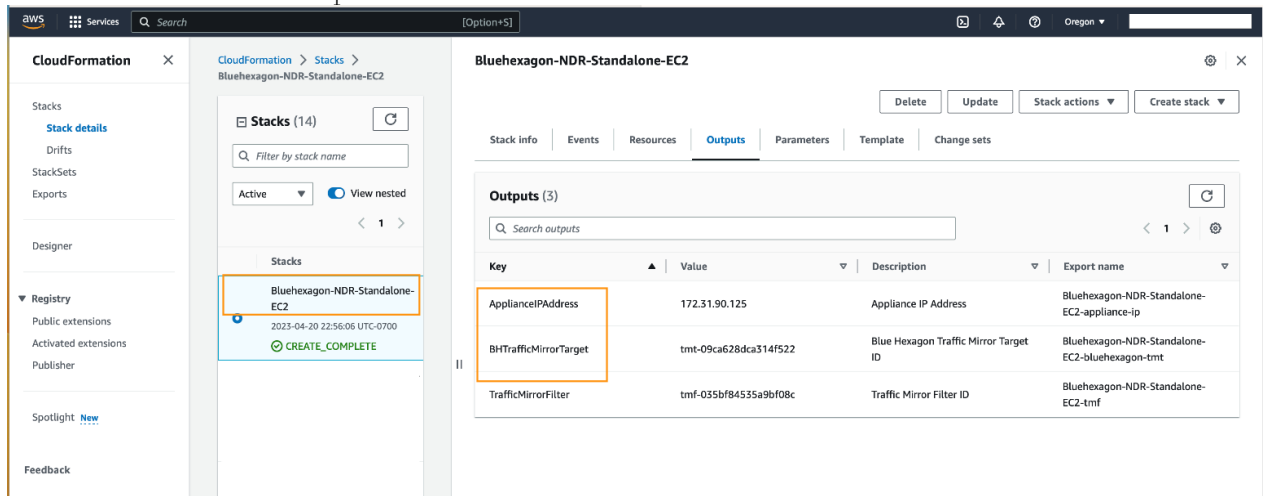 aws
Services
Search
[Option+S]
Oregon
CloudFormation
Stacks
Stack details
Drifts
StackSets
Exports
Designer
Registry
Public extensions
Activated extensions
Publisher
Spotlight New
Feedback
CloudFormation > Stacks >
Bluehexagon-NDR-Standalone-EC2
Stacks (14)
Filter by stack name
Active
View nested
1
Stacks
Bluehexagon-NDR-Standalone-
EC2
2023-04-20 22:56:06 UTC-0700
CREATE_COMPLETE
Bluehexagon-NDR-Standalone-EC2
Delete
Update
Stack actions
Create stack
Stack info
Events
Resources
Outputs
Parameters
Template
Change sets
Outputs (3)
Search outputs
1
Key
Value
Description
Export name
ApplianceIPAddress
172.31.90.125
Appliance IP Address
Bluehexagon-NDR-Standalone-
EC2-appliance-ip
BHTrafficMirrorTarget
tmt-09ca628dca314f522
Blue Hexagon Traffic Mirror Target
ID
Bluehexagon-NDR-Standalone-
EC2-bluehexagon-tmt
TrafficMirrorFilter
tmf-035bf84535a9bf08c
Traffic Mirror Filter ID
Bluehexagon-NDR-Standalone-
EC2-tmf